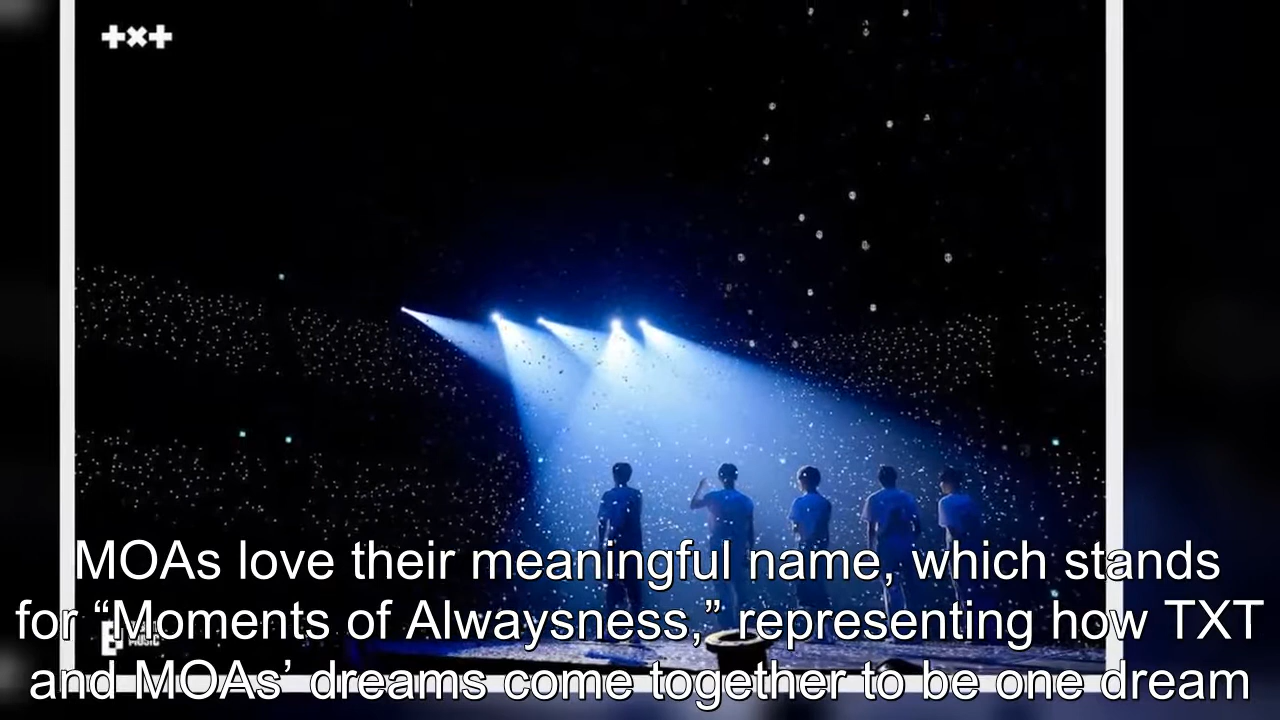 +×+
MOAs love their meaningful name, which stands
for “Moments of Alwaysness,” representing how TXT
and MOAs’ dreams come together to be one dream
MUSIC